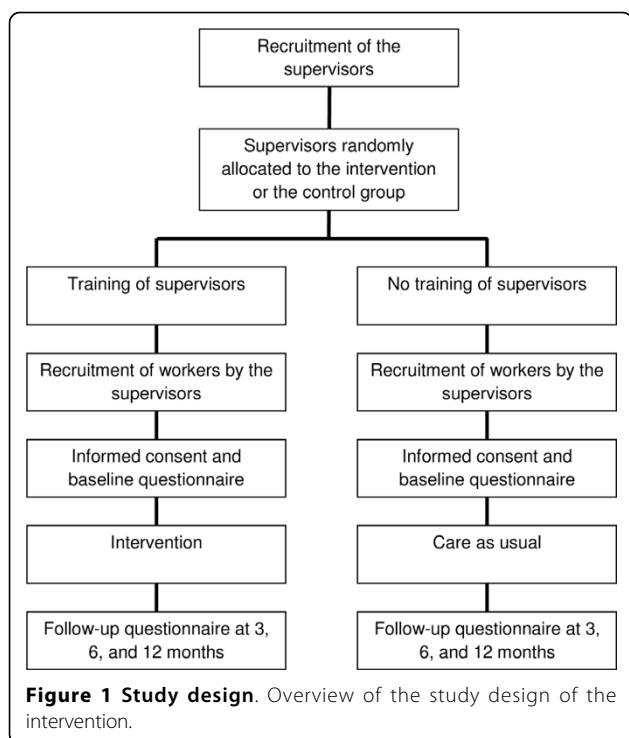 Recruitment of the
supervisors
Supervisors randomly
allocated to the intervention
or the control group
Training of supervisors
No training of supervisors
Recruitment of workers by the
supervisors
Recruitment of workers by the
supervisors
Informed consent and
baseline questionnaire
Informed consent and
baseline questionnaire
Intervention
Care as usual
Follow-up questionnaire at 3,
6, and 12 months
Follow-up questionnaire at 3,
6, and 12 months
Figure 1 Study design. Overview of the study design of the
intervention.